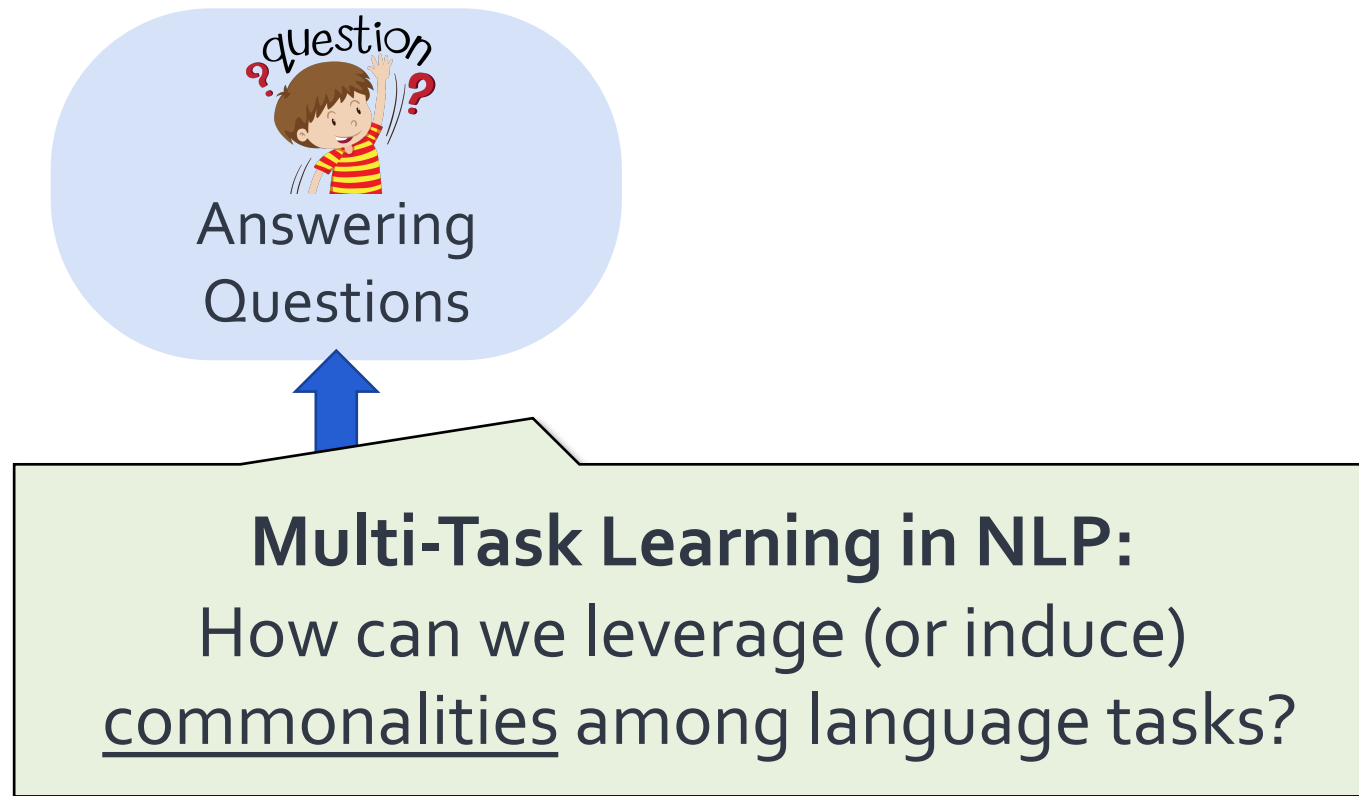 question
? ?
Answering
Questions
Multi-Task Learning in NLP:
How can we leverage (or induce)
commonalities among language tasks?